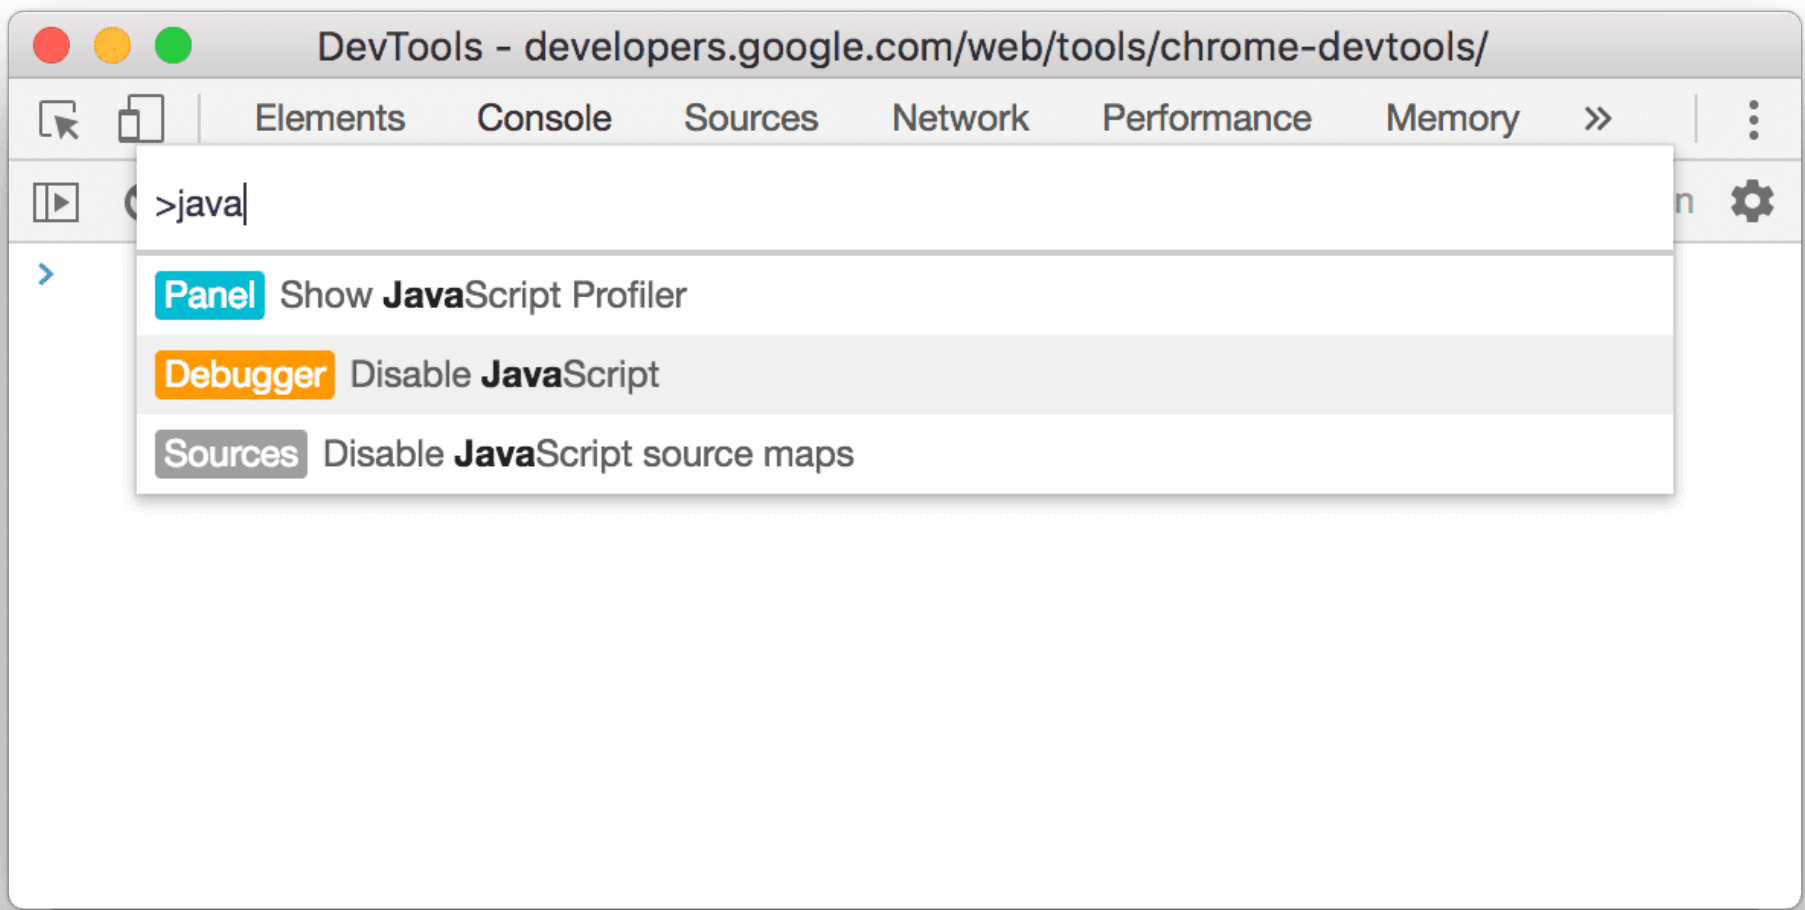 DevTools - developers.google.com/web/tools/chrome-devtools/
Elements Console Sources Network Performance Memory »
>java
Panel Show JavaScript Profiler
Debugger Disable JavaScript
Sources Disable JavaScript source maps